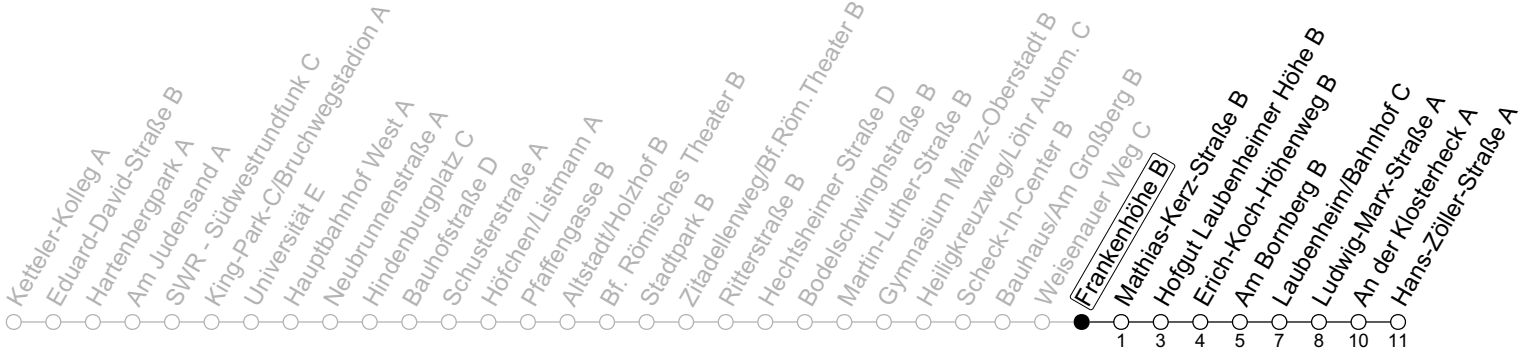 Ketteler-Kolleg A
Eduard-David-Straße B
Hartenbergpark A
Am Judensand A
SWR - Südwestrundfunk C
King-Park-C/Bruchwegstadion A
Universität E
Hauptbahnhof West A
Neubrunnenstraße A
Hindenburgplatz C
Bauhofstraße D
Schusterstraße A
Höfchen/Listmann A
Pfaffengasse B
Altstadt/Holzhof B
Bf. Römisches Theater B
Stadtpark B
Zitadellenweg/Bf. Röm. Theater B
Ritterstraße B
Hechtsheimer Straße D
Bodelschwinghstraße B
Martin-Luther-Straße B
Gymnasium Mainz-Oberstadt B
Heiligkreuzweg/Löhr Autom. C
Scheck-In-Center B
Bauhaus/Am Großberg B
Weisenauer Weg C
Frankenhöhe B
Mathias-Kerz-Straße B
Hofgut Laubenheimer Höhe B
Erich-Koch-Höhenweg B
Am Bornberg B
Laubenheim/Bahnhof C
Ludwig-Marx-Straße A
An der Klosterheck A
Hans-Zöller-Straße A
1 3 4 5 7 8 10 11